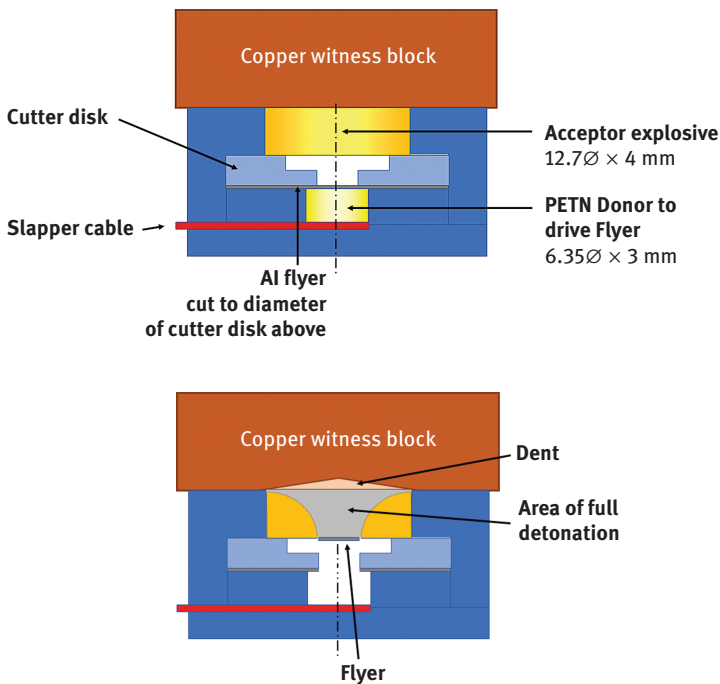 Copper witness block
Cutter disk
Acceptor explosive
12.7Ø × 4 mm
PETN Donor to
drive Flyer
6.35Ø × 3 mm
Slapper cable
Al flyer
cut to diameter
of cutter disk above
Copper witness block
Dent
Area of full
detonation
Flyer